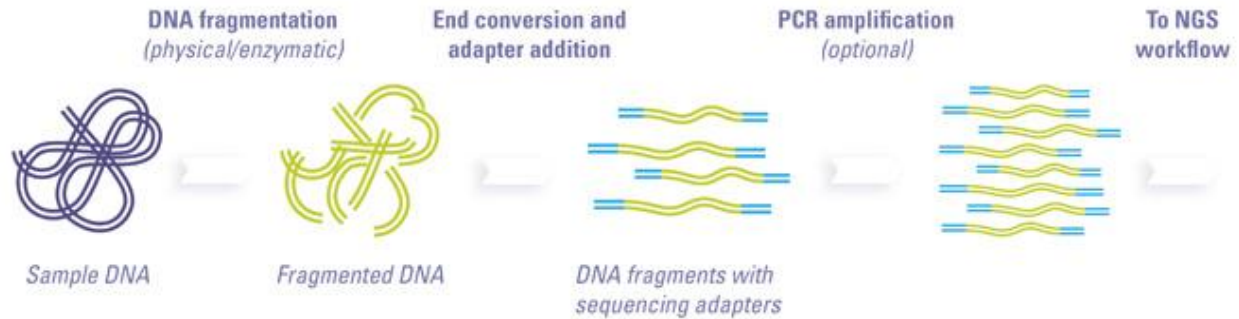 DNA fragmentation
(physical/enzymatic)
End conversion and
adapter addition
PCR amplification
(optional)
To NGS
workflow
Sample DNA
Fragmented DNA
DNA fragments with
sequencing adapters